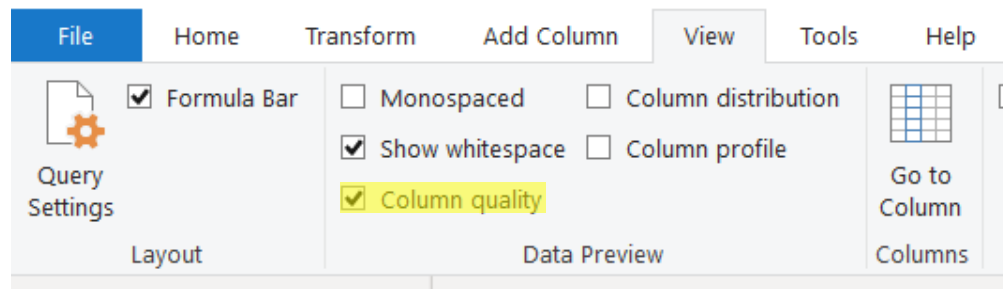 File Home Transform Add Column View Tools Help
Formula Bar Monospaced Column distribution
Show whitespace Column profile
Query Settings Column quality Go to Column
Layout Data Preview Columns